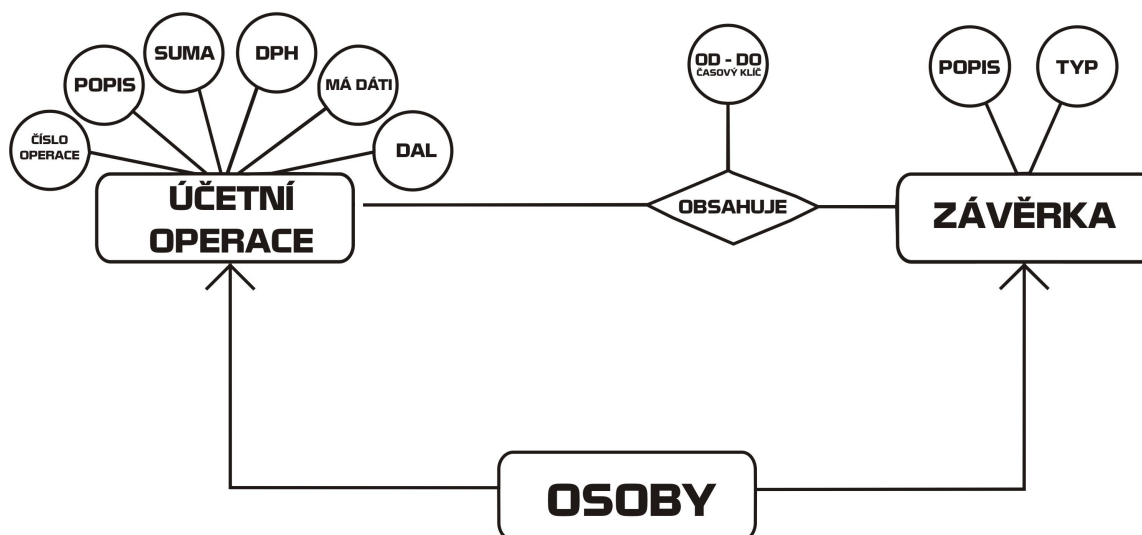 SUMA
DPH
POPIS
MÁ DÁTI
ČÍSLO
OPERACE
DAL
ÚČETNÍ
OPERACE
OD - DO
ČASOVÝ KLÍČ
OBSAHUJE
POPIS
TYP
ZÁVĚRKA
OSOBY